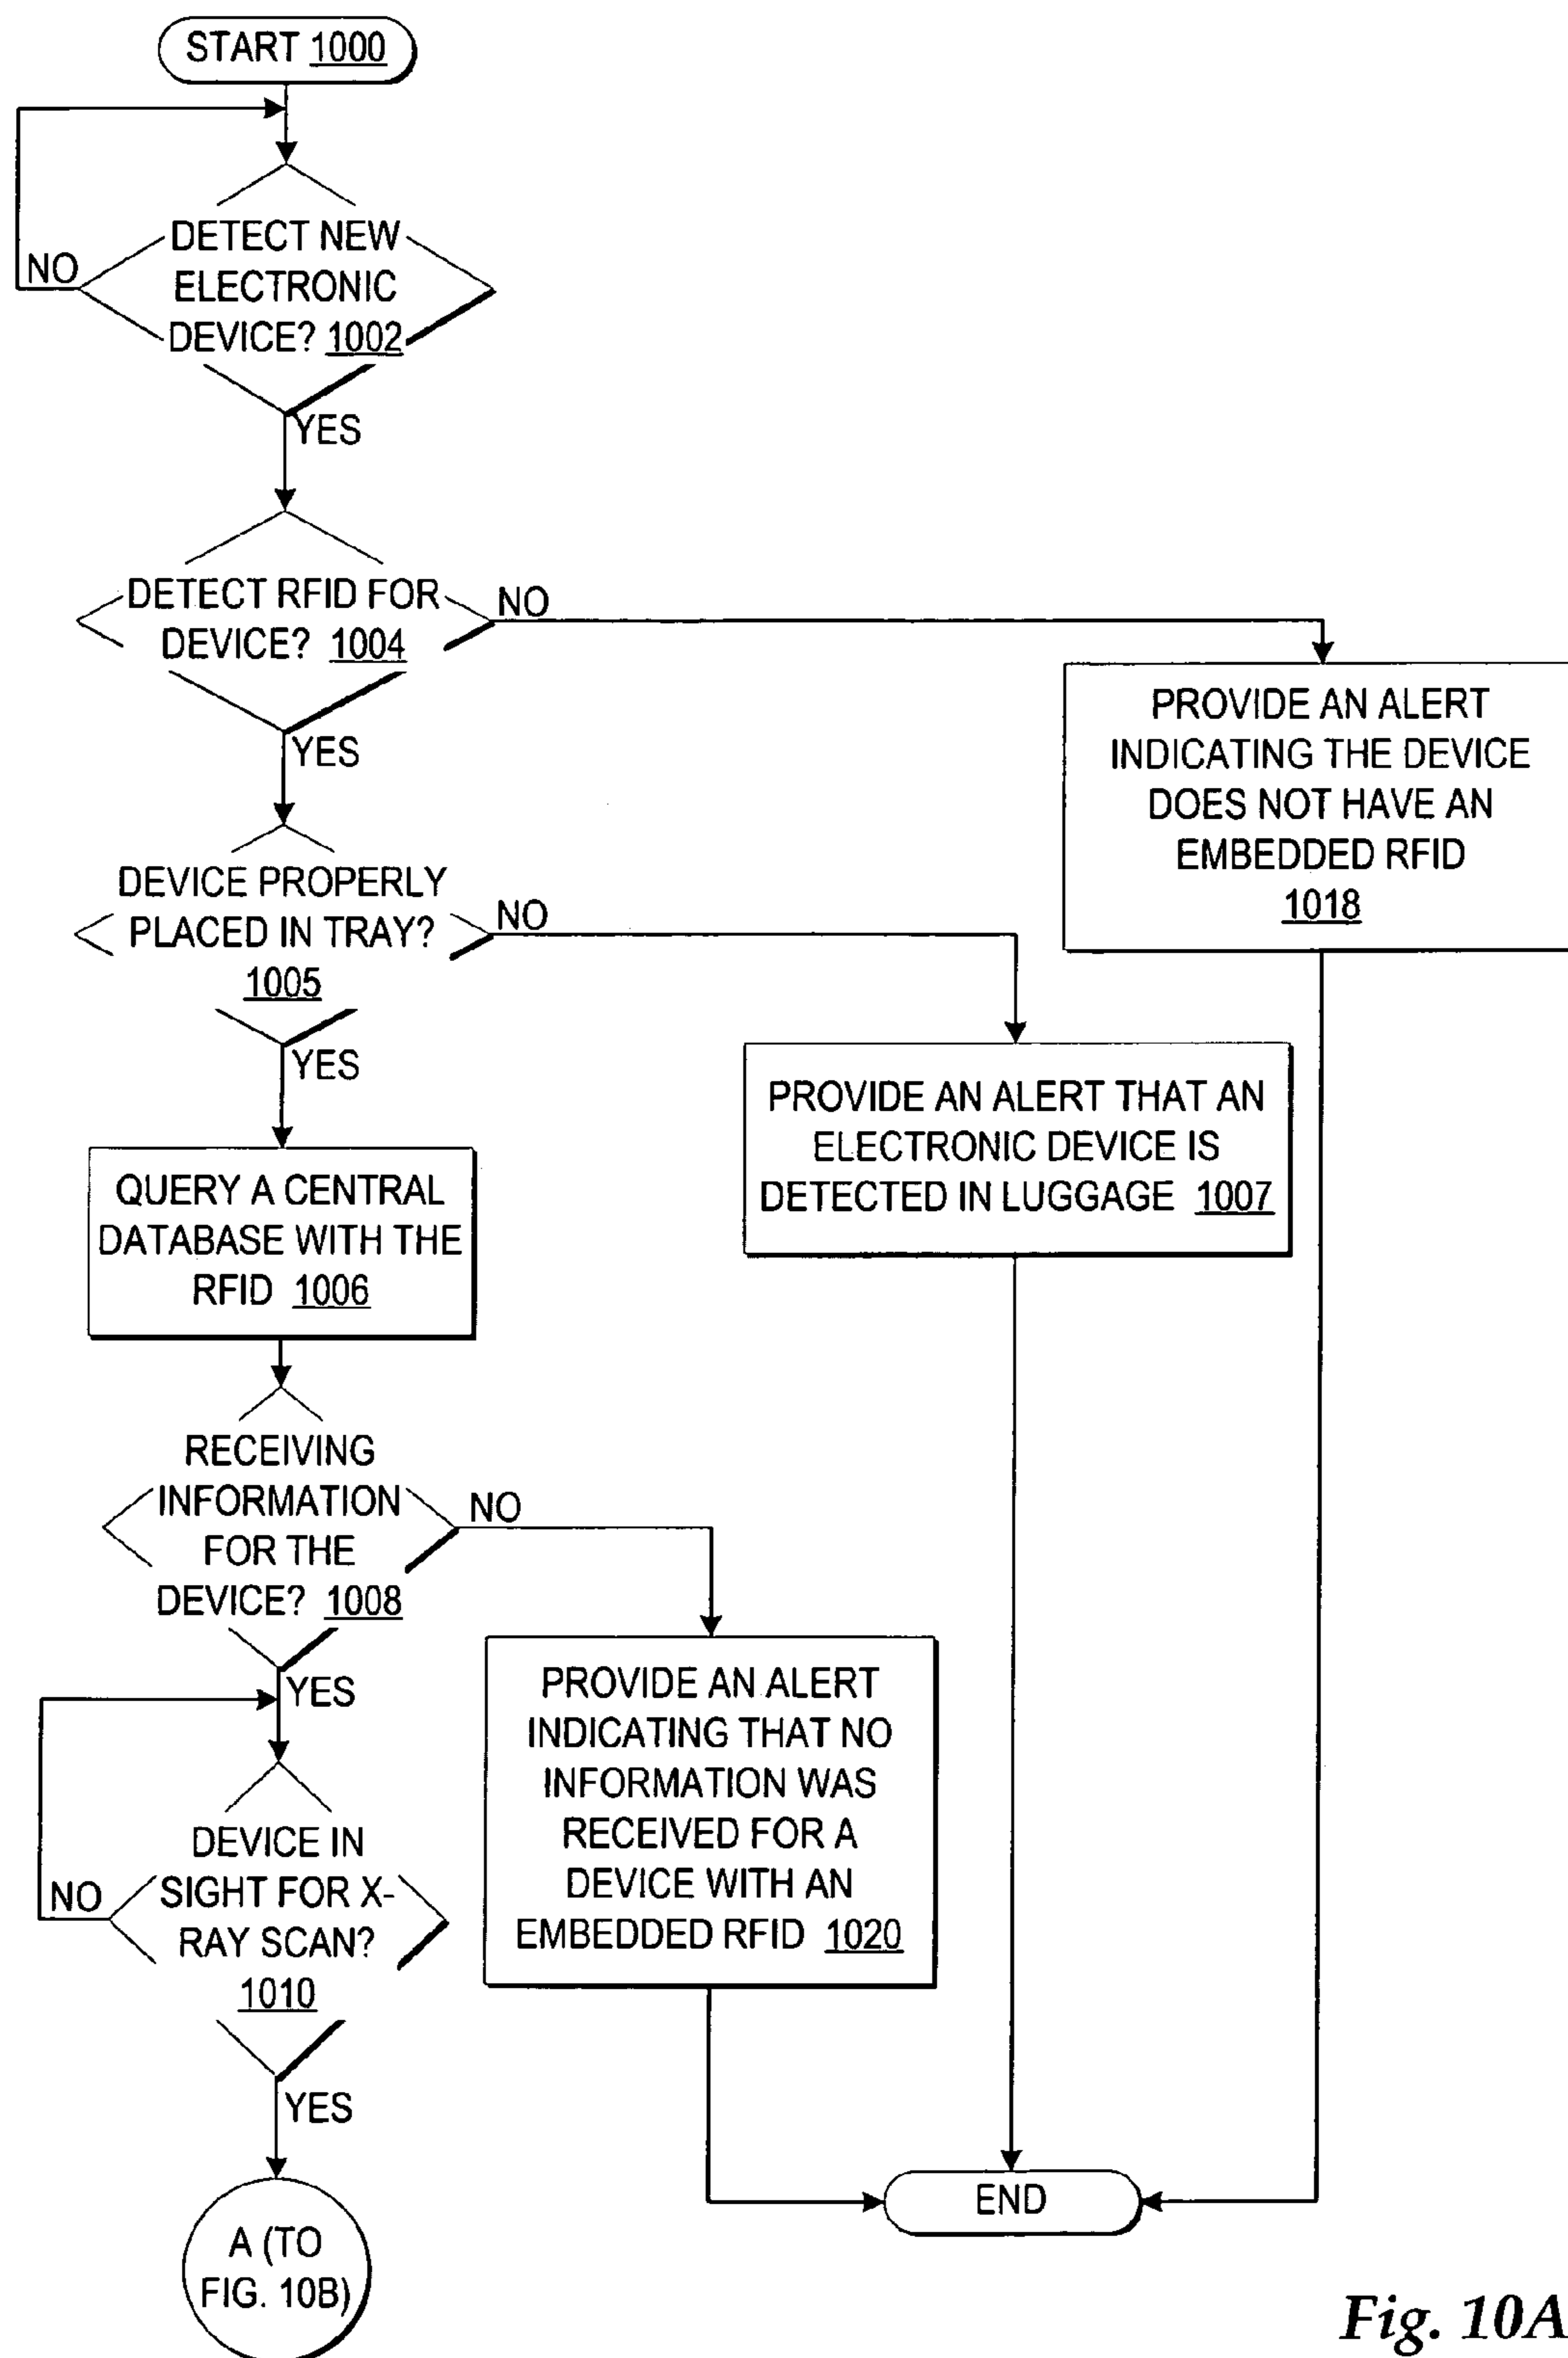 START 1000
DETECT NEW
ELECTRONIC
DEVICE? 1002
NO
YES
DETECT RFID FOR
DEVICE? 1004
NO
YES
PROVIDE AN ALERT
INDICATING THE DEVICE
DOES NOT HAVE AN
EMBEDDED RFID
1018
DEVICE PROPERLY
PLACED IN TRAY?
1005
NO
YES
PROVIDE AN ALERT THAT AN
ELECTRONIC DEVICE IS
DETECTED IN LUGGAGE 1007
QUERY A CENTRAL
DATABASE WITH THE
RFID 1006
RECEIVING
INFORMATION
FOR THE
DEVICE? 1008
NO
YES
PROVIDE AN ALERT
INDICATING THAT NO
INFORMATION WAS
RECEIVED FOR A
DEVICE WITH AN
EMBEDDED RFID 1020
DEVICE IN
SIGHT FOR X-
RAY SCAN?
1010
NO
YES
END
A (TO
FIG. 10B)
Fig. 10A